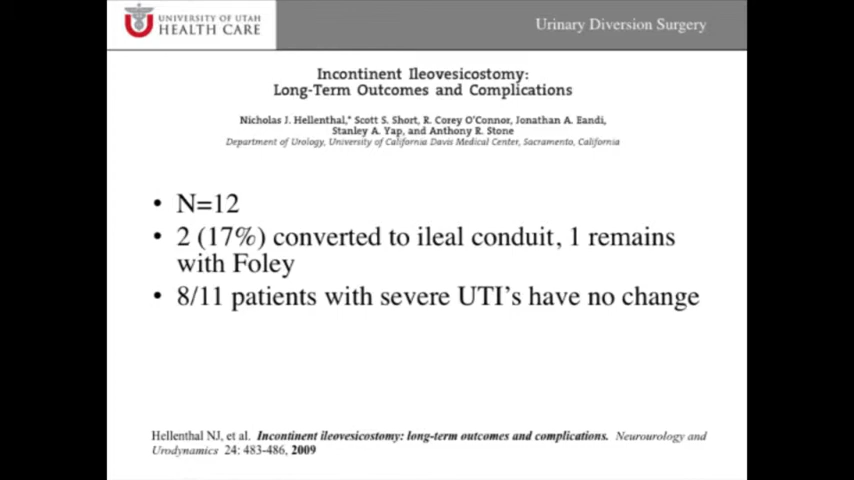 UNIVERSITY OF UTAH
HEALTH CARE
Urinary Diversion Surgery
Incontinent Ileovesicostomy:
Long-Term Outcomes and Complications
Nicholas J. Hellenthal,* Scott S. Short, R. Corey O'Connor, Jonathan A. Eandi,
Stanley A. Yap, and Anthony R. Stone
Department of Urology, University of California Davis Medical Center, Sacramento, California
• N=12
• 2 (17%) converted to ileal conduit, 1 remains
with Foley
• 8/11 patients with severe UTI's have no change
Hellenthal NJ, et al. Incontinent ileovesicostomy: long-term outcomes and complications. Neurourology and
Urodynamics 24: 483-486, 2009